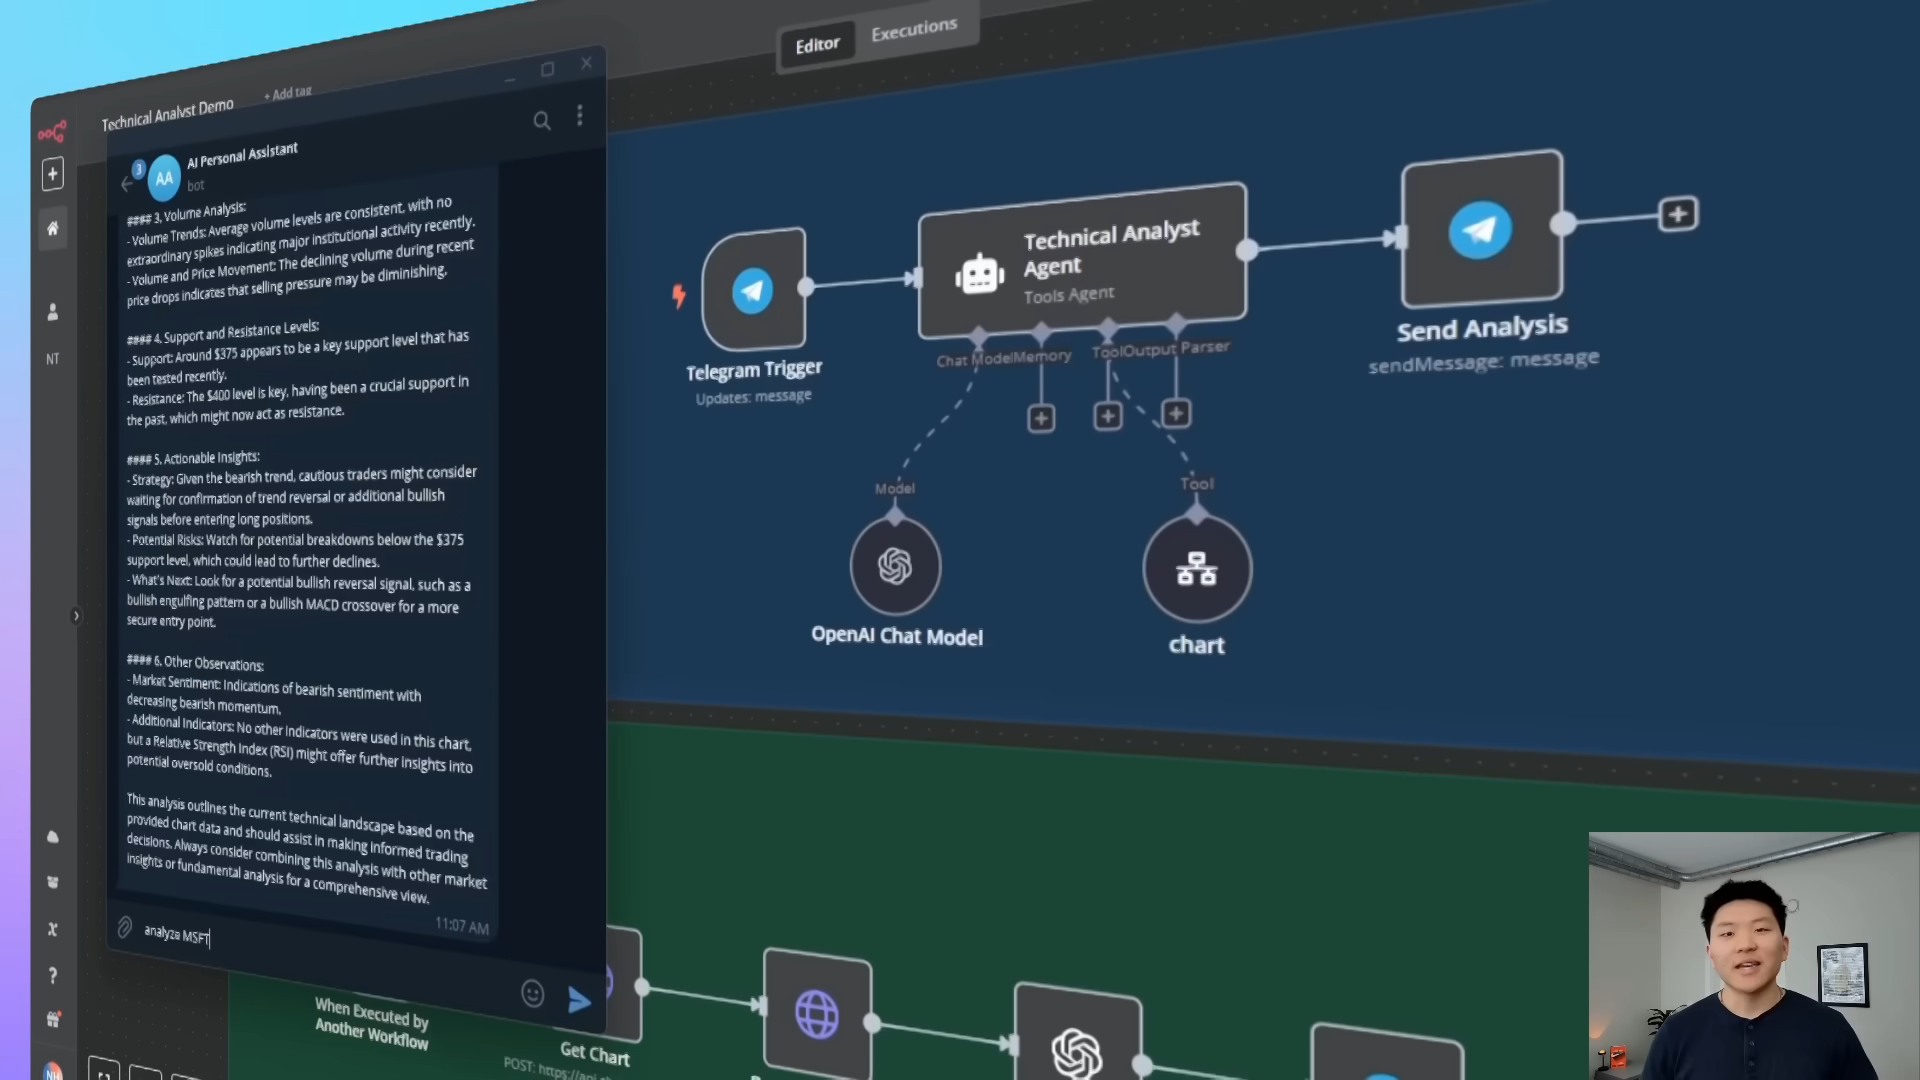 Editor
Executions
Technical Analyst Demo
+ Add tag
3
AA
AI Personal Assistant
bot
#### 3. Volume Analysis:
- Volume Trends: Average volume levels are consistent, with no
extraordinary spikes indicating major institutional activity recently.
- Volume and Price Movement: The declining volume during recent
price drops indicates that selling pressure may be diminishing.
#### 4. Support and Resistance Levels:
- Support: Around $375 appears to be a key support level that has
been tested recently.
- Resistance: The $400 level is key, having been a crucial support in
the past, which might now act as resistance.
#### 5. Actionable Insights:
- Strategy: Given the bearish trend, cautious traders might consider
waiting for confirmation of trend reversal or additional bullish
signals before entering long positions.
- Potential Risks: Watch for potential breakdowns below the $375
support level, which could lead to further declines.
- What's Next: Look for a potential bullish reversal signal, such as a
bullish engulfing pattern or a bullish MACD crossover for a more
secure entry point.
#### 6. Other Observations:
- Market Sentiment: Indications of bearish sentiment with
decreasing bearish momentum.
- Additional Indicators: No other indicators were used in this chart,
but a Relative Strength Index (RSI) might offer further insights into
potential oversold conditions.
This analysis outlines the current technical landscape based on the
provided chart data and should assist in making informed trading
decisions. Always consider combining this analysis with other market
insights or fundamental analysis for a comprehensive view.
11:07 AM
analyze MSFT
NT
NH
Telegram Trigger
Updates: message
Technical Analyst
Agent
Tools Agent
Chat Model
Memory
Tool
Output Parser
Send Analysis
sendMessage: message
Model
OpenAI Chat Model
Tool
chart
When Executed by
Another Workflow
Get Chart
POST: https://api.